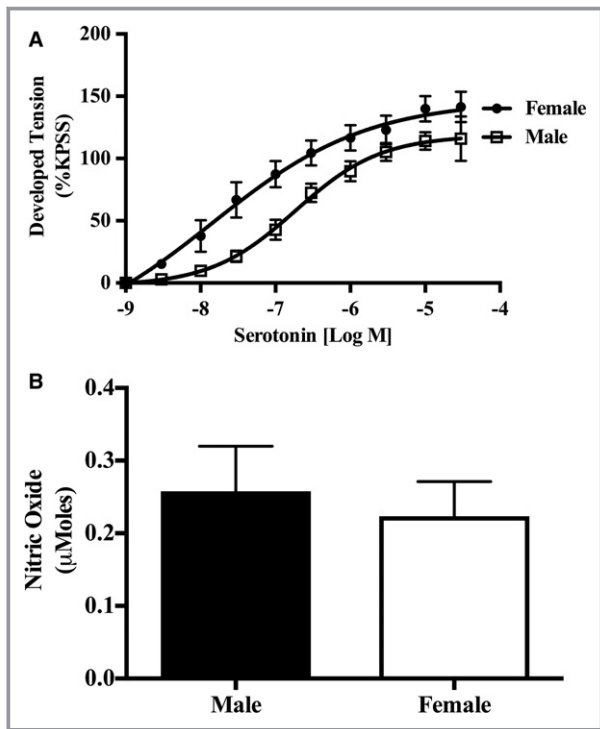 A
200
150
100
50
0
Developed Tension
(%KPSS)
-9 -8 -7 -6 -5 -4
Serotonin [Log M]
Female
Male
B
0.4
0.3
0.2
0.1
0.0
Nitric Oxide
(μMoles)
Male Female